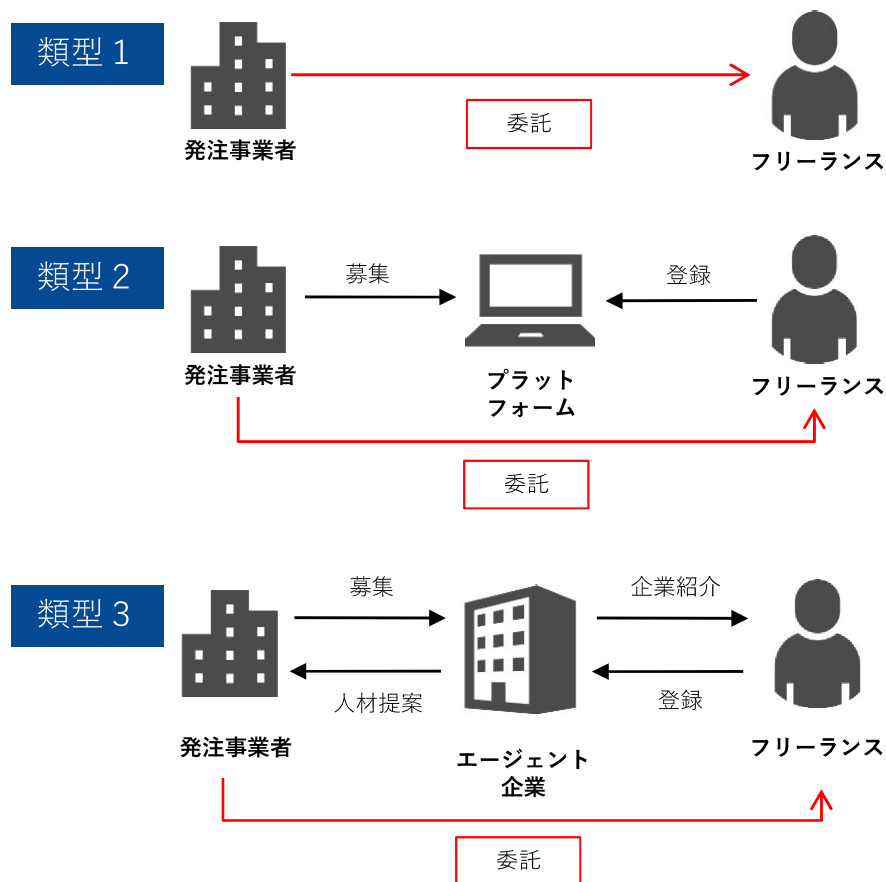 類型１
委託
発注事業者
フリーランス
類型２
募集
登録
発注事業者
プラット
フォーム
フリーランス
委託
類型３
募集
企業紹介
人材提案
登録
発注事業者
エージェント
企業
フリーランス
委託